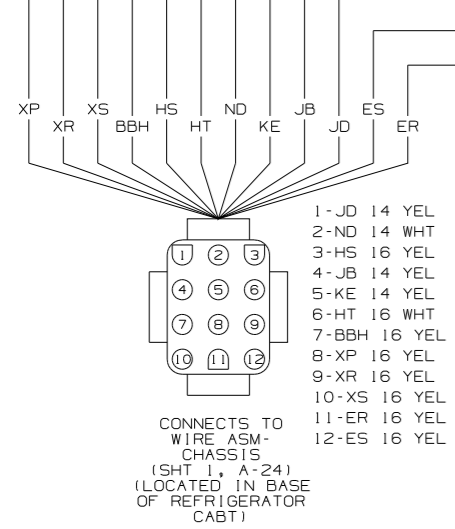 XP XS HS ND JB ES
XR BBH HT KE JD ER
1-JD 14 YEL
2-ND 14 WHT
3-HS 16 YEL
4-JB 14 YEL
5-KE 14 YEL
6-HT 16 WHT
7-BBH 16 YEL
8-XP 16 YEL
9-XR 16 YEL
10-XS 16 YEL
11-ER 16 YEL
12-ES 16 YEL
1 2 3
4 5 6
7 8 9
10 11 12
CONNECTS TO
WIRE ASM-
CHASSIS
(SHT 1, A-24)
(LOCATED IN BASE
OF REFRIGERATOR
CABT)